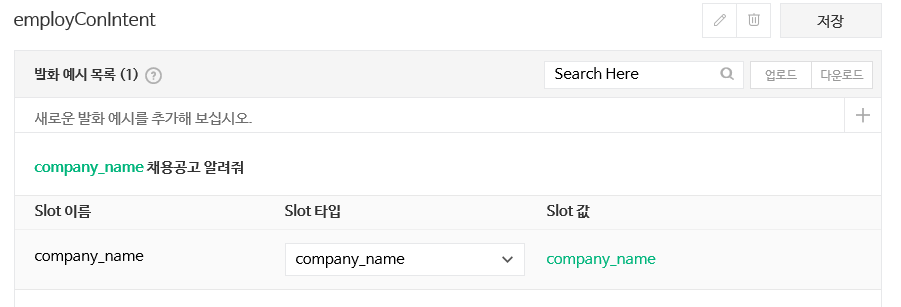 employConIntent
저장
발화 예시 목록 (1) ?
Search Here
업로드
다운로드
새로운 발화 예시를 추가해 보십시오.
company_name 채용공고 알려줘
Slot 이름 Slot 타입 Slot 값
company_name company_name company_name